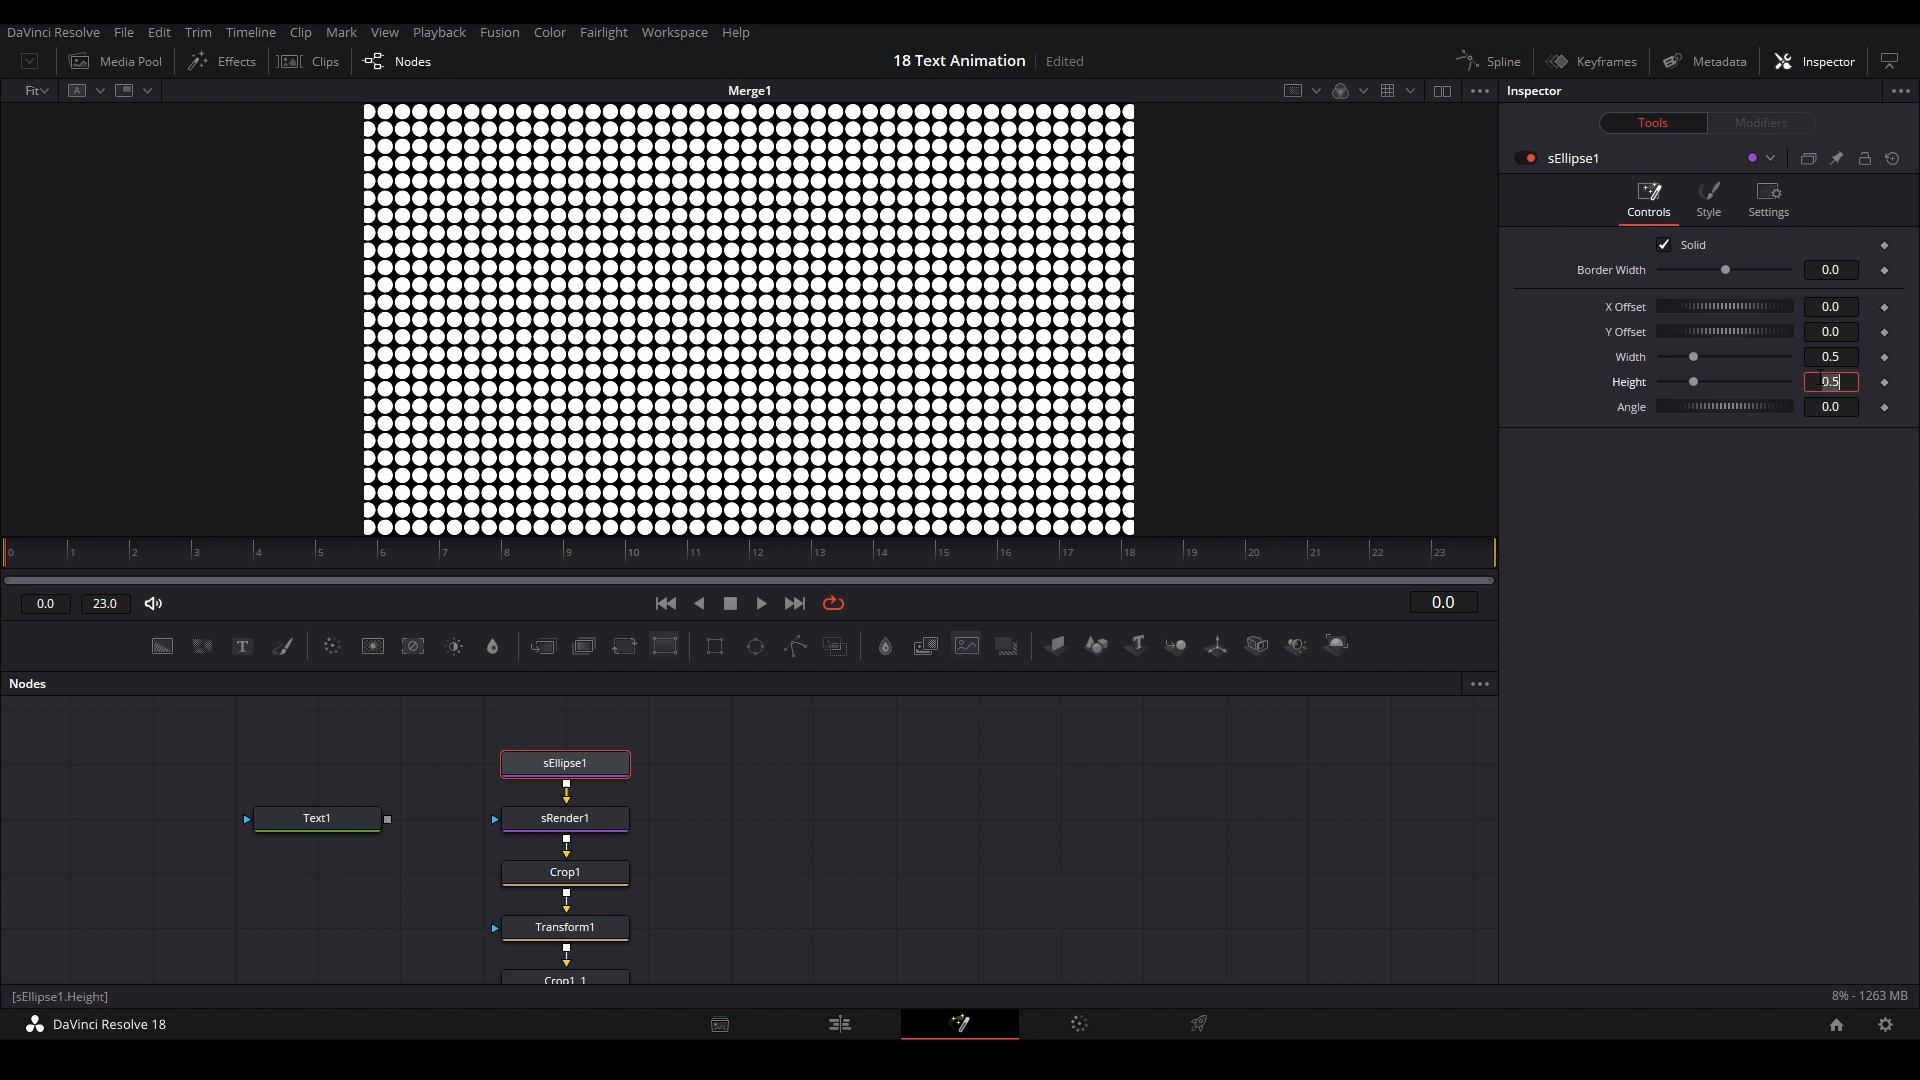 DaVinci Resolve File Edit Trim Timeline Clip Mark View Playback Fusion Color Fairlight Workspace Help
Media Pool Effects Clips Nodes 18 Text Animation Edited Spline Keyframes Metadata Inspector
Fit A Merge1 Inspector
Tools Modifiers
sEllipse1
Controls Style Settings
Solid
Border Width 0.0
X Offset 0.0
Y Offset 0.0
Width 0.5
Height 0.5
Angle 0.0
0 1 2 3 4 5 6 7 8 9 10 11 12 13 14 15 16 17 18 19 20 21 22 23
0.0 23.0 0.0
T T
Nodes
sEllipse1
Text1 sRender1
Crop1
Transform1
Crop1_1
[sEllipse1.Height] 8% - 1263 MB
DaVinci Resolve 18